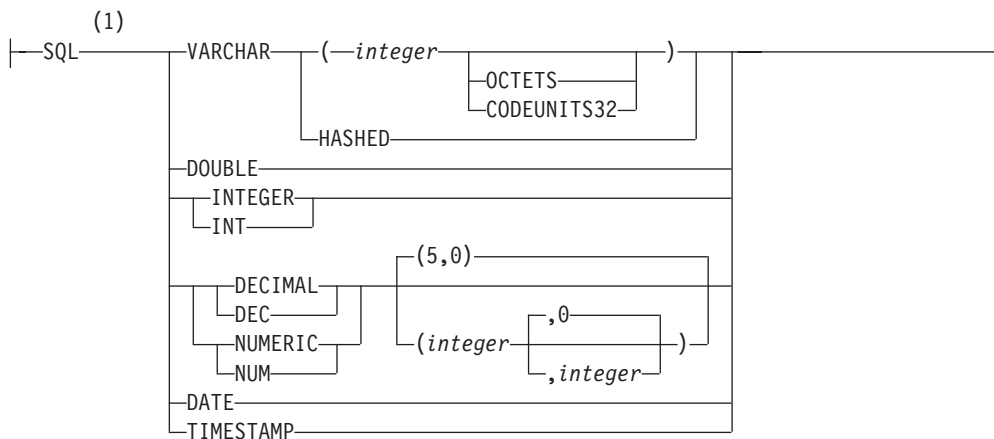 (1)
SQL VARCHAR ( integer )
OCTETS
CODEUNITS32
HASHED
DOUBLE
INTEGER
INT
(5,0)
DECIMAL
DEC
,0
NUMERIC (integer )
NUM ,integer
DATE
TIMESTAMP